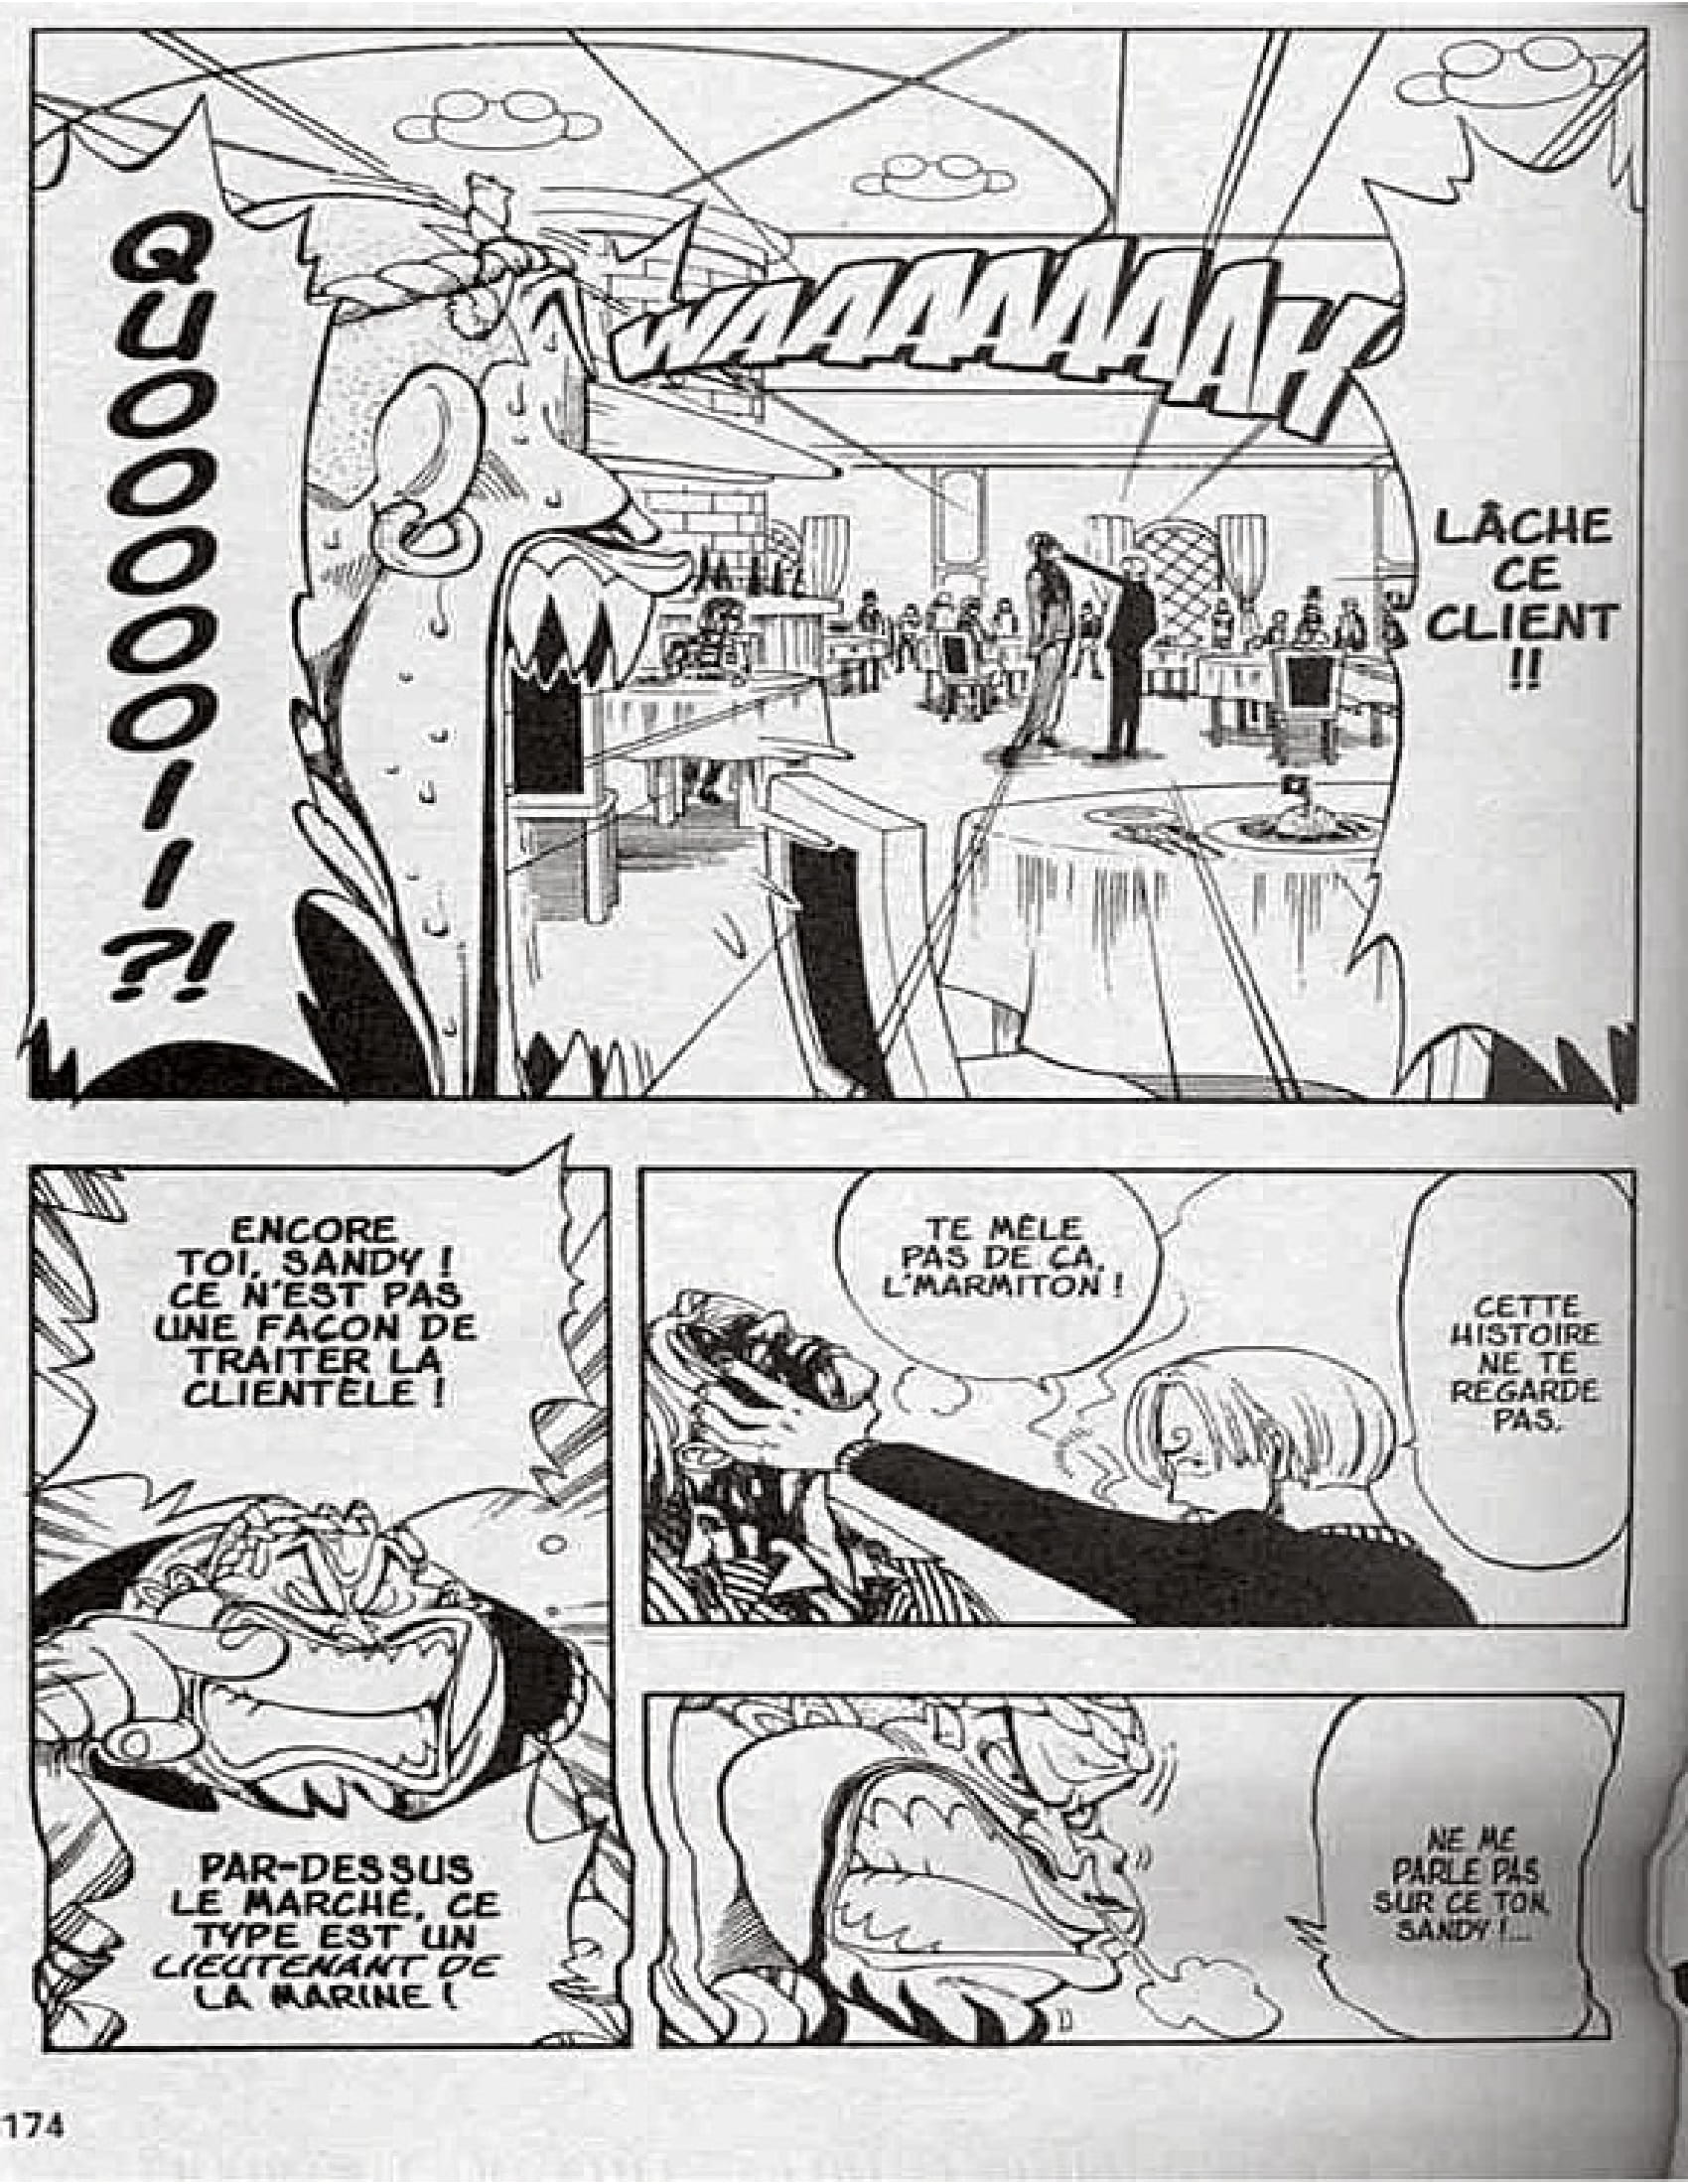 LÂCHE
CE
CLIENT
!!
WAAAAAAAH
QUOOOOOII?!
CETTE
HISTOIRE
NE TE
REGARDE
PAS.
TE MÊLE
PAS DE ÇA,
L'MARMITON !
NE ME
PARLE PAS
SUR CE TON,
SANDY !...
ENCORE
TOI, SANDY !
CE N'EST PAS
UNE FAÇON DE
TRAITER LA
CLIENTÈLE !
PAR-DESSUS
LE MARCHÉ, CE
TYPE EST UN
LIEUTENANT DE
LA MARINE !
174